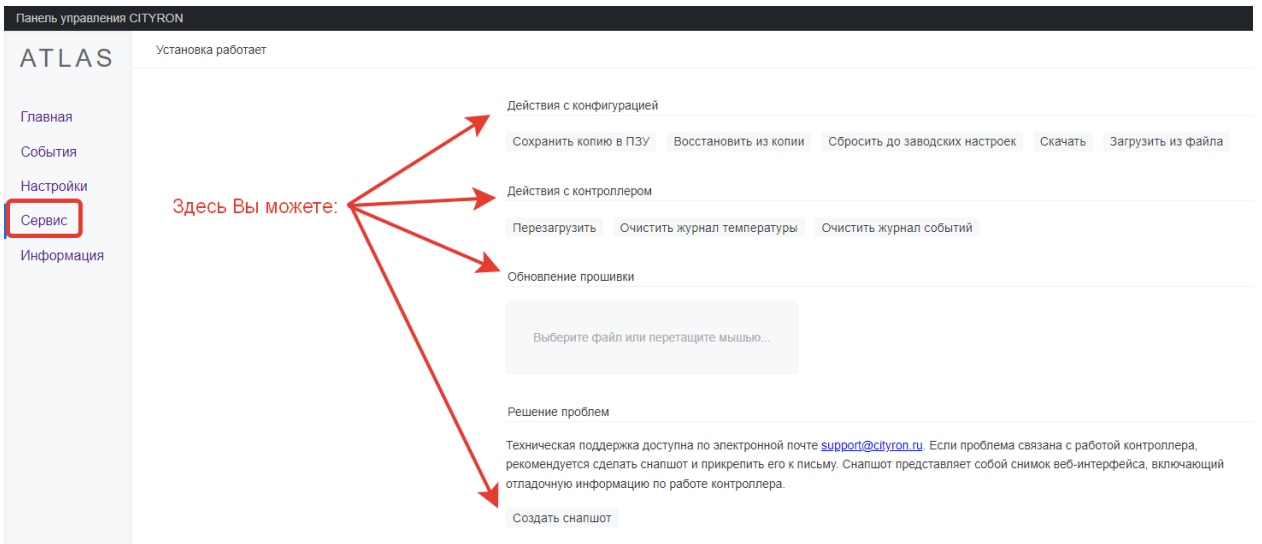 Панель управления CITYRON
ATLAS
Установка работает
Главная
События
Настройки
Сервис
Информация
Здесь Вы можете:
Действия с конфигурацией
Сохранить копию в ПЗУ Восстановить из копии Сбросить до заводских настроек Скачать Загрузить из файла
Действия с контроллером
Перезагрузить Очистить журнал температуры Очистить журнал событий
Обновление прошивки
Выберите файл или перетащите мышью...
Решение проблем
Техническая поддержка доступна по электронной почте support@cityron.ru. Если проблема связана с работой контроллера,
рекомендуется сделать снапшот и прикрепить его к письму. Снапшот представляет собой снимок веб-интерфейса, включающий
отладочную информацию по работе контроллера.
Создать снапшот